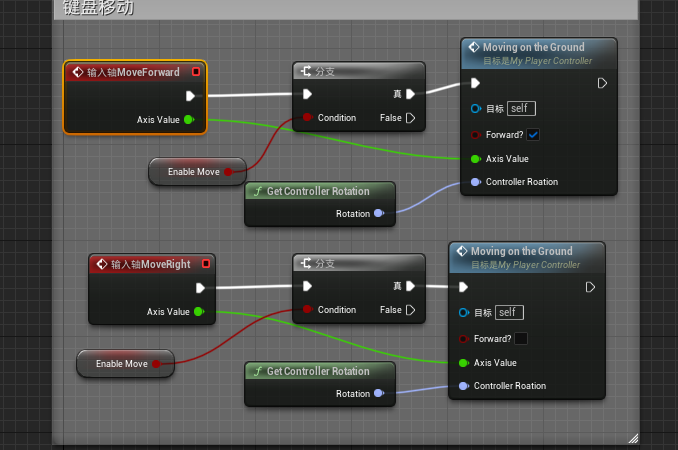 键盘移动
输入轴MoveForward
Axis Value
Enable Move
分支
真
Condition
False
Get Controller Rotation
Rotation
Moving on the Ground
目标是My Player Controller
目标 self
Forward?
Axis Value
Controller Roation
输入轴MoveRight
Axis Value
Enable Move
分支
真
Condition
False
Get Controller Rotation
Rotation
Moving on the Ground
目标是My Player Controller
目标 self
Forward?
Axis Value
Controller Roation